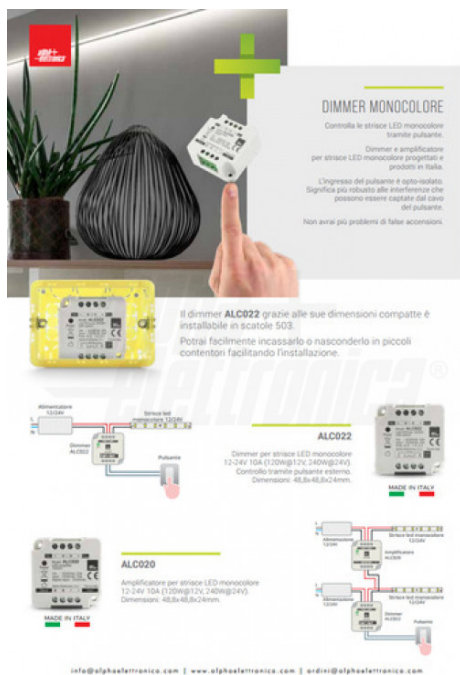 alpha
elettronica
DIMMER MONOCOLORE
Controlla le strisce LED monocolore
tramite pulsante.
Dimmer e amplificatore
per strisce LED monocolore progettati e
prodotti in Italia.
L'ingresso del pulsante è opto-isolato.
Significa più robusto alle interferenze che
possono essere captate dal cavo
del pulsante.
Non avrai più problemi di false accensioni.
Il dimmer ALC022 grazie alle sue dimensioni compatte è
installabile in scatole 503.
Potrai facilmente incassarlo o nasconderlo in piccoli
contenitori facilitando l'installazione.
Alimentatore
12/24V
Strisce led
monocolore 12/24V
L
N
Dimmer
ALC022
Pulsante
ALC022
Dimmer per strisce LED monocolore
12-24V 10A (120W@12V, 240W@24V)
Controllo tramite pulsante esterno.
Dimensioni: 48,8x48,8x24mm.
MADE IN ITALY
ALC020
Amplificatore per strisce LED monocolore
12-24V 10A (120W@12V, 240W@24V).
Dimensioni: 48,8x48,8x24mm.
MADE IN ITALY
L
N
Alimentazione
12/24V
Strisce led monocolore
12/24V
Amplificatore
ALC020
Alimentazione
12/24V
Strisce led monocolore
12/24V
Dimmer
ALC022
Pulsante
info@alphaelettronica.com | www.alphaelettronica.com | ordini@alphaelettronica.com